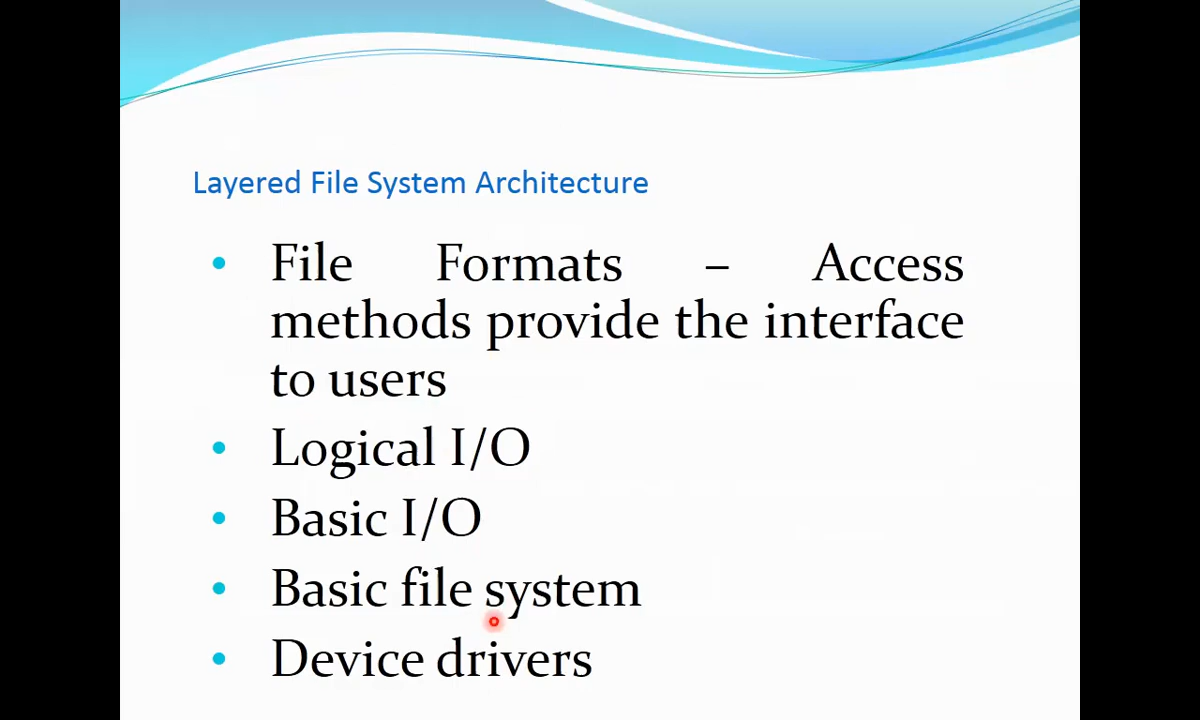 Layered File System Architecture
• File Formats – Access
methods provide the interface
to users
• Logical I/O
• Basic I/O
• Basic file system
• Device drivers